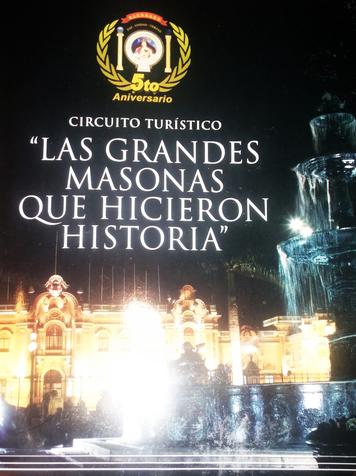 5to
Aniversario
CIRCUITO TURÍSTICO
“LAS GRANDES
MASONAS
QUE HICIERON
HISTORIA”